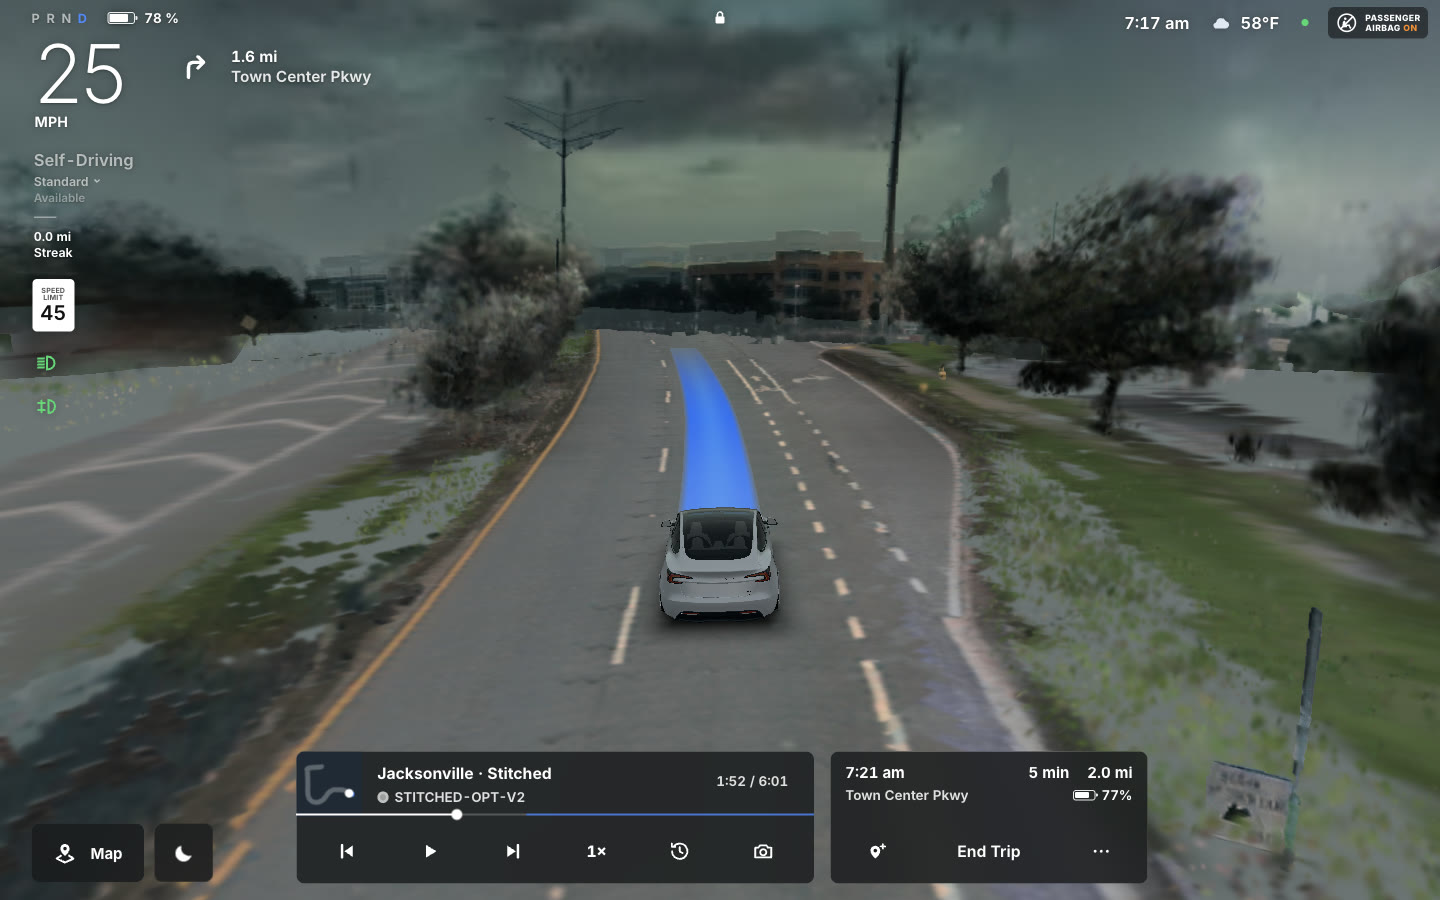 P R N D
78 %
7:17 am
58°F
PASSENGER
AIRBAG ON
25
MPH
1.6 mi
Town Center Pkwy
Self-Driving
Standard
Available
0.0 mi
Streak
SPEED
LIMIT
45
Jacksonville · Stitched
STITCHED-OPT-V2
1:52 / 6:01
7:21 am
5 min
2.0 mi
Town Center Pkwy
77%
Map
1×
End Trip